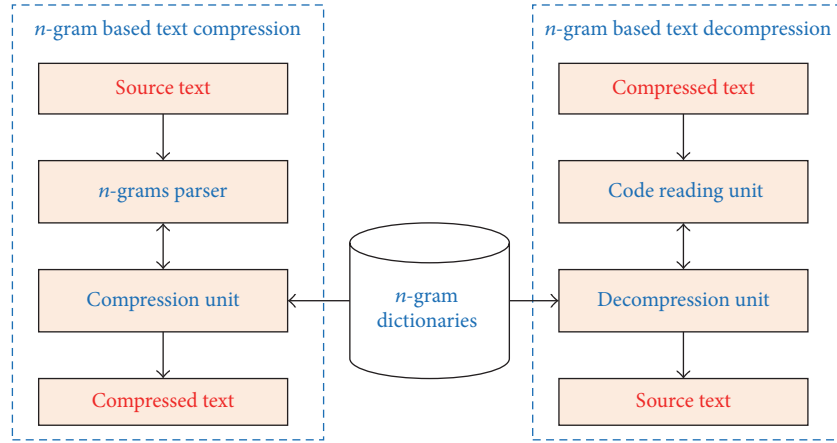 n-gram based text compression
Source text
n-grams parser
Compression unit
Compressed text
n-gram
dictionaries
n-gram based text decompression
Compressed text
Code reading unit
Decompression unit
Source text